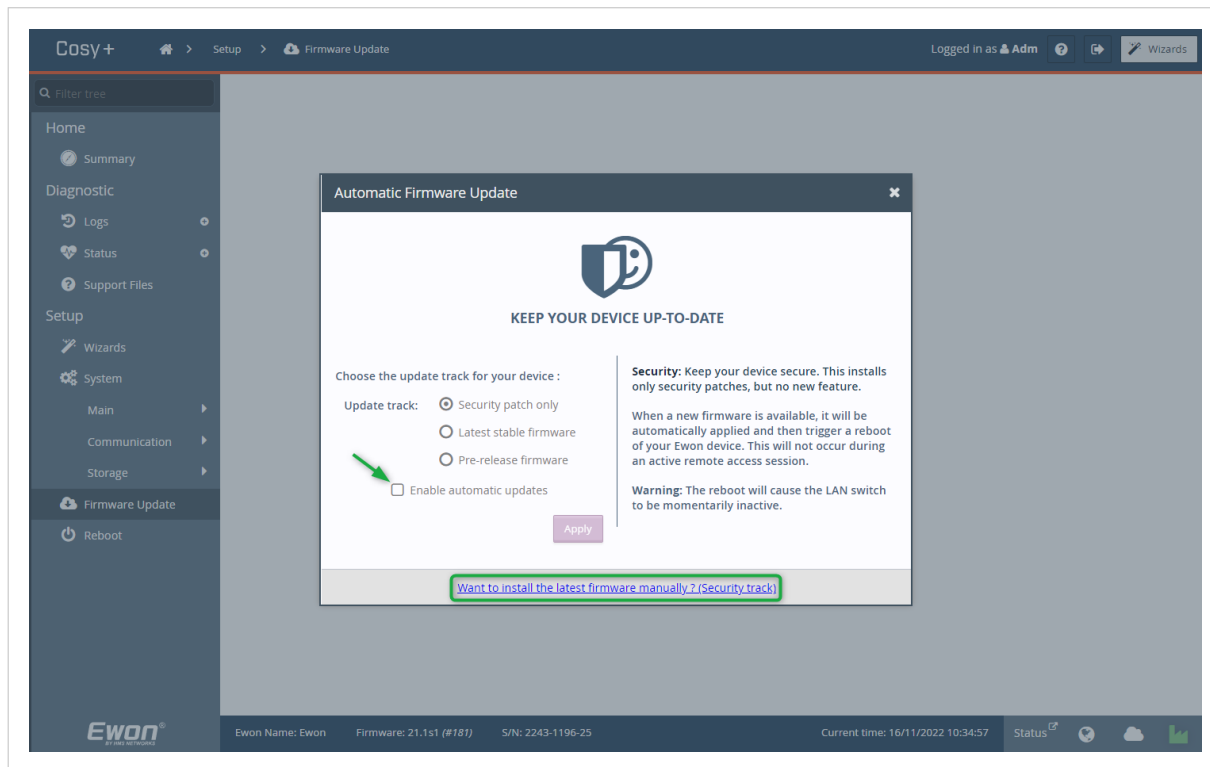 Cosy+ Setup Firmware Update Logged in as Adm Wizards
Filter tree
Home
Summary
Diagnostic
Logs
Status
Support Files
Setup
Wizards
System
Main
Communication
Storage
Firmware Update
Reboot
Automatic Firmware Update
KEEP YOUR DEVICE UP-TO-DATE
Choose the update track for your device :
Update track:
Security patch only
Latest stable firmware
Pre-release firmware
Enable automatic updates
Apply
Security: Keep your device secure. This installs
only security patches, but no new feature.
When a new firmware is available, it will be
automatically applied and then trigger a reboot
of your Ewon device. This will not occur during
an active remote access session.
Warning: The reboot will cause the LAN switch
to be momentarily inactive.
Want to install the latest firmware manually ? (Security track)
Ewon®
BY HMS NETWORKS
Ewon Name: Ewon Firmware: 21.1s1 (#181) S/N: 2243-1196-25 Current time: 16/11/2022 10:34:57 Status